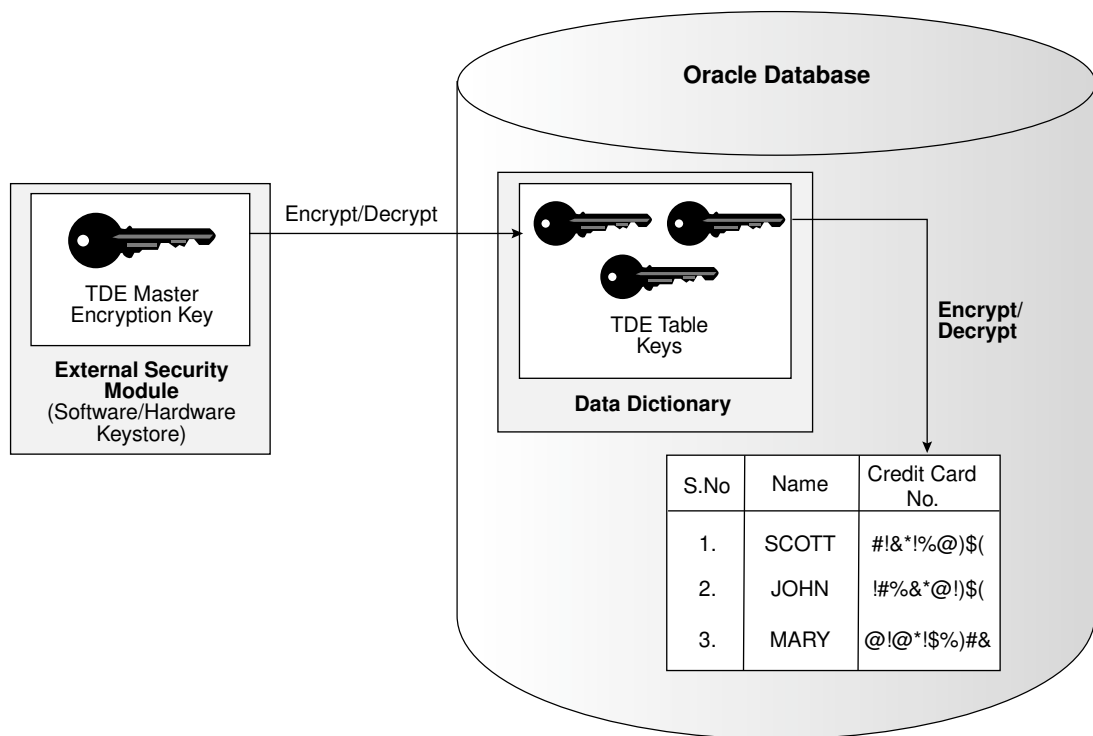 Oracle Database
Encrypt/Decrypt
TDE Master
Encryption Key
External Security
Module
(Software/Hardware
Keystore)
TDE Table
Keys
Data Dictionary
Encrypt/
Decrypt
S.No Name Credit Card
No.
1. SCOTT #!&*!%@)$(
2. JOHN !#%&*@!)$(
3. MARY @!@*!$%)#&